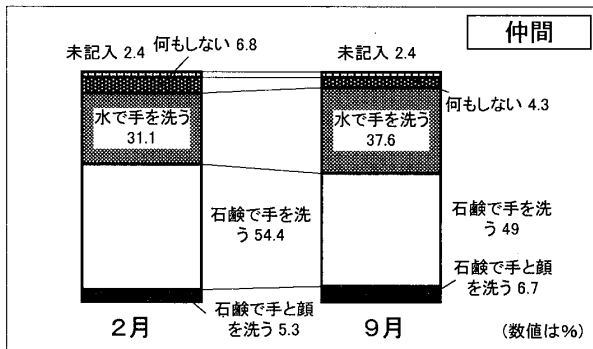 仲間
未記入 2.4
何もしない 6.8
水で手を洗う
31.1
石鹸で手を洗
う 54.4
石鹸で手と顔
を洗う 5.3
2月
未記入 2.4
何もしない 4.3
水で手を洗う
37.6
石鹸で手を洗
う 49
石鹸で手と顔
を洗う 6.7
9月
(数値は%)